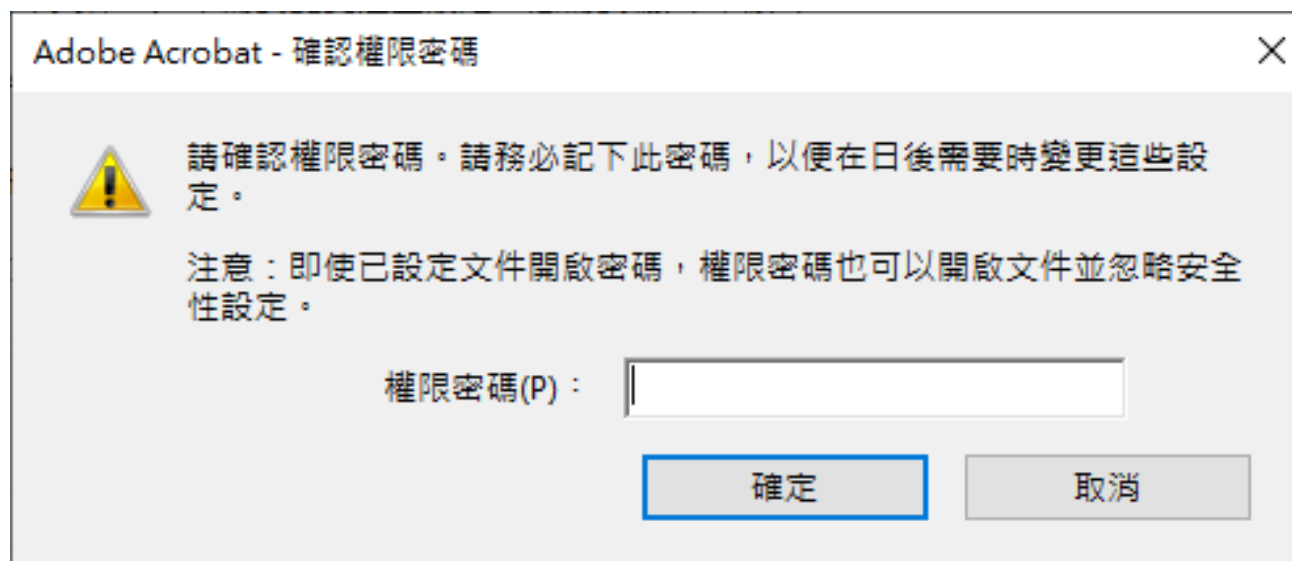 Adobe Acrobat - 確認權限密碼
請確認權限密碼。請務必記下此密碼，以便在日後需要時變更這些設
定。
注意：即使已設定文件開啟密碼，權限密碼也可以開啟文件並忽略安全
性設定。
權限密碼(P)：
確定
取消